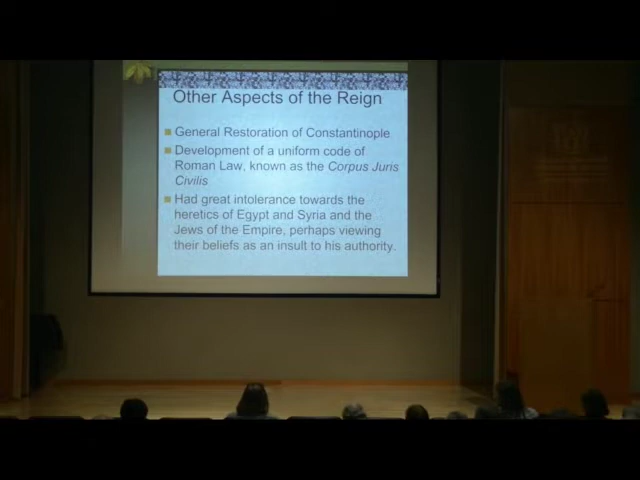 Other Aspects of the Reign
General Restoration of Constantinople
Development of a uniform code of
Roman Law, known as the Corpus Juris
Civilis
Had great intolerance towards the
heretics of Egypt and Syria and the
Jews of the Empire, perhaps viewing
their beliefs as an insult to his authority.